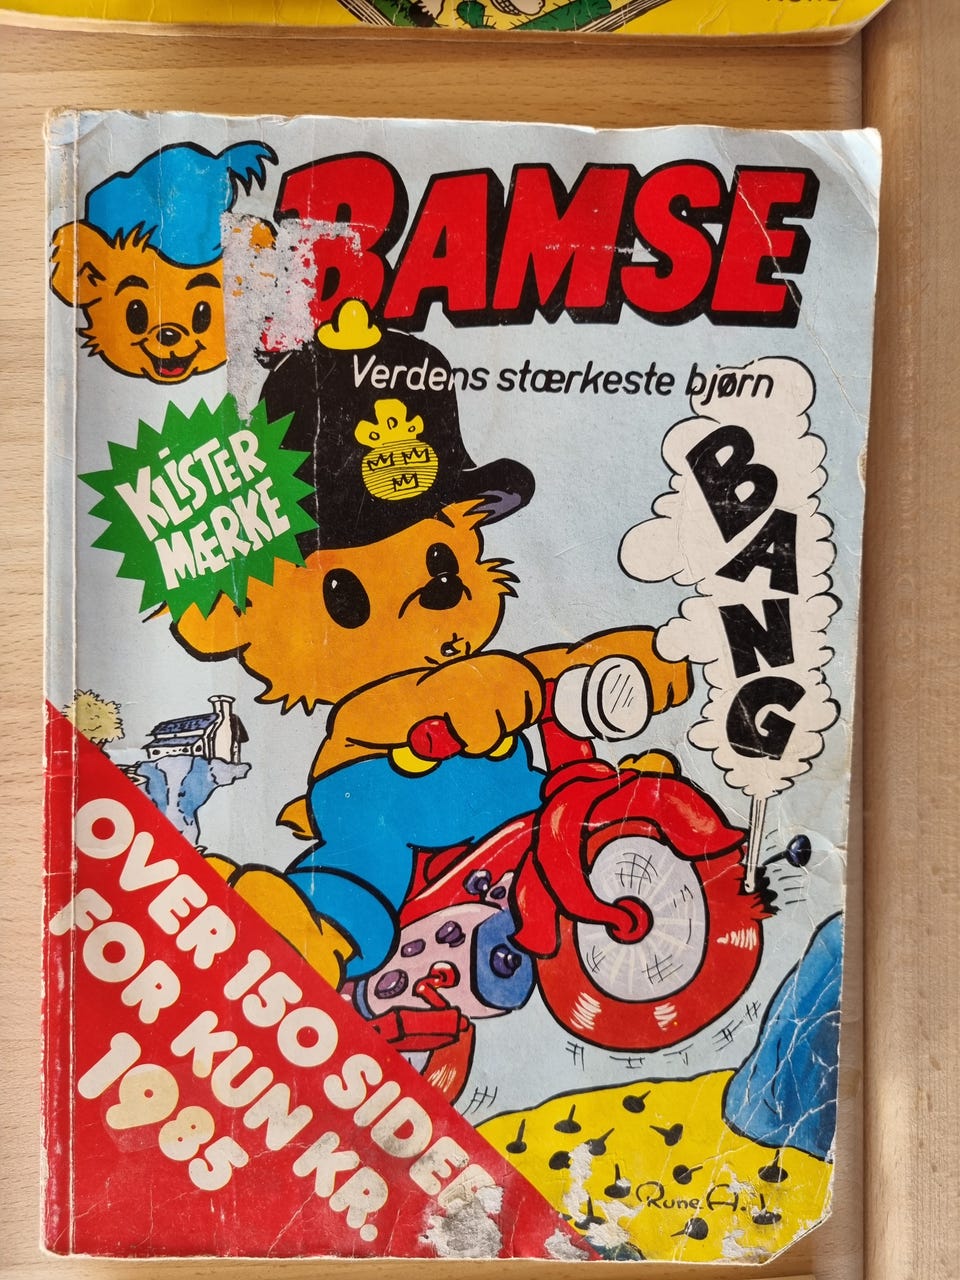 BAMSE
Verdens stærkeste bjørn
KLISTER
MÆRKE
BANG
OVER 150 SIDER
FOR KUN KR.
1985
Rune A.